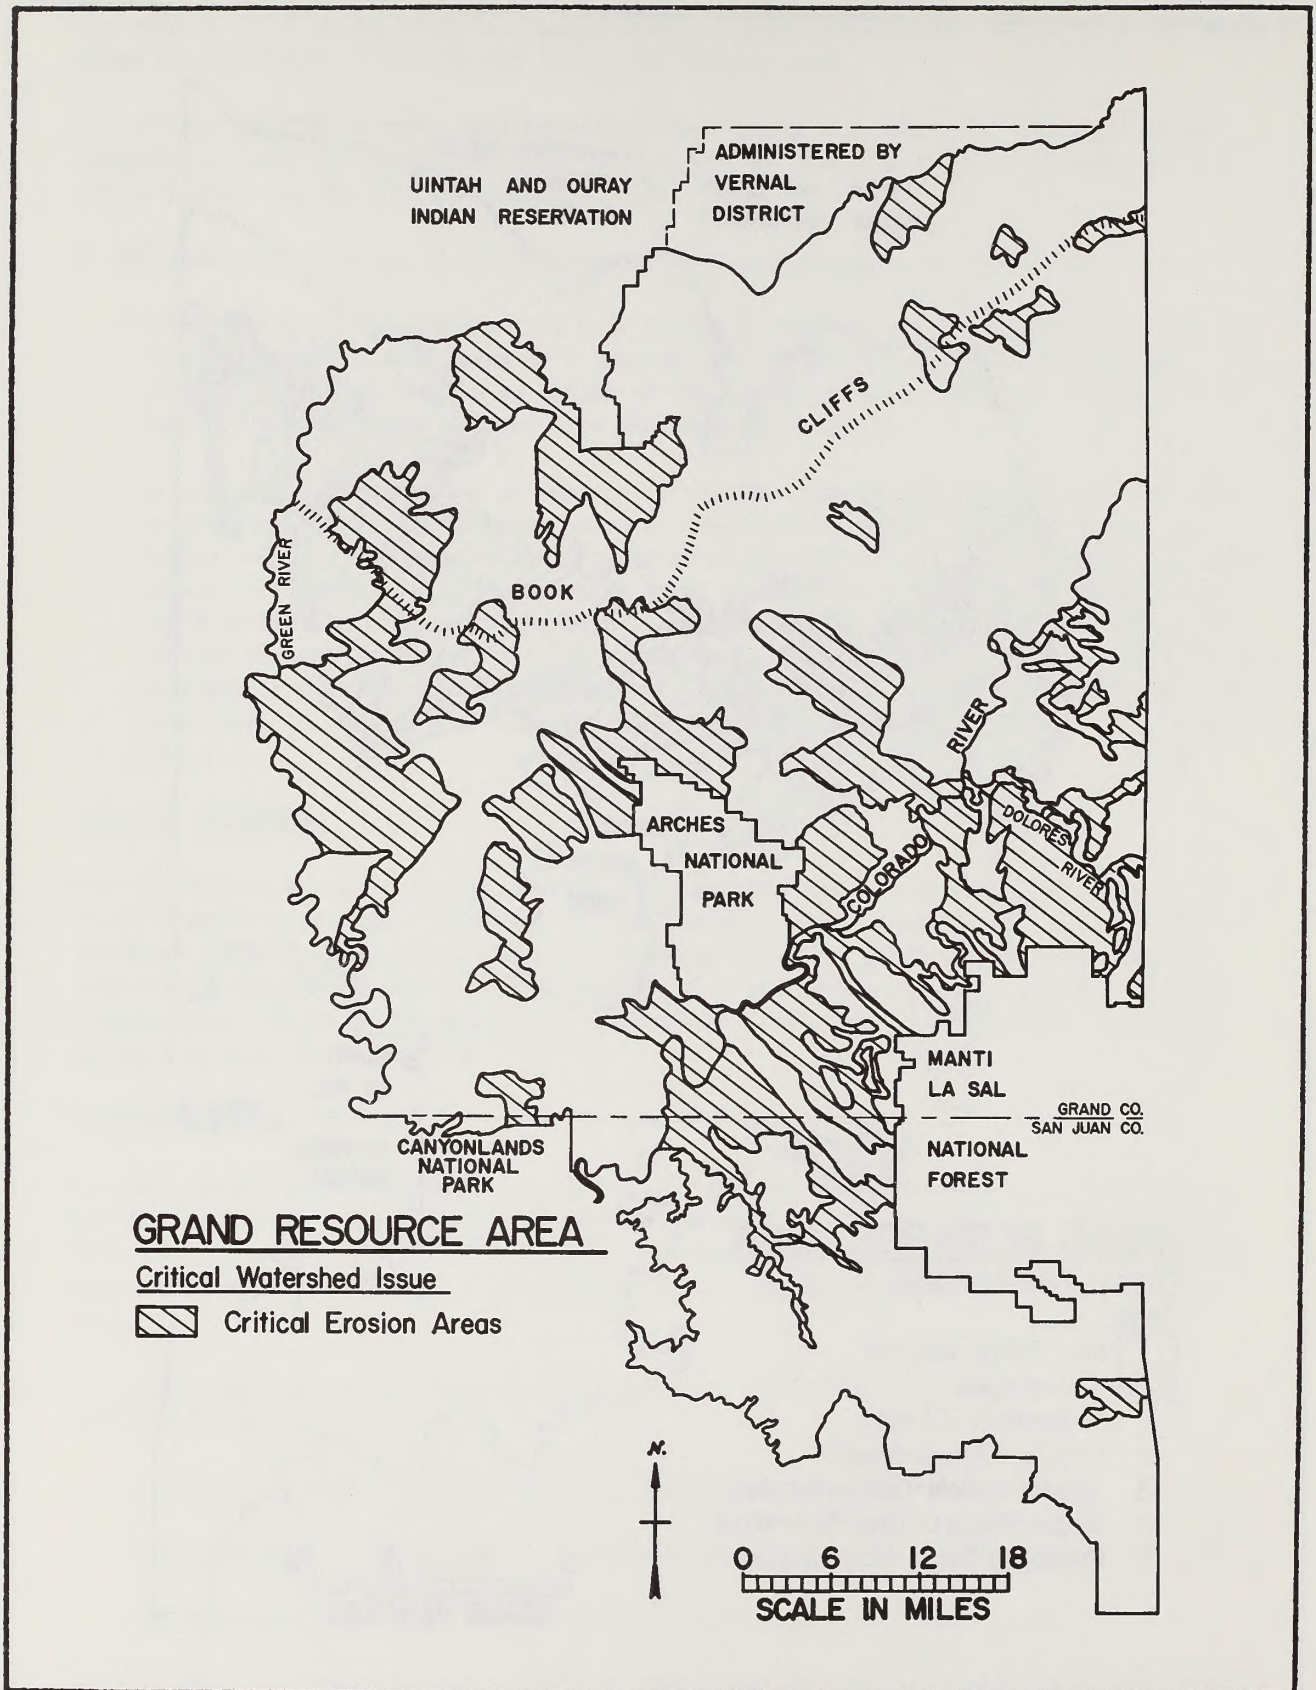 ADMINISTERED BY
VERNAL
DISTRICT
UINTAH AND OURAY
INDIAN RESERVATION
CLIFFS
BOOK
GREEN RIVER
RIVER
ARCHES
NATIONAL
PARK
COLORADO
DOLORES
RIVER
MANTI
LA SAL
GRAND CO.
SAN JUAN CO.
NATIONAL
FOREST
CANYONLANDS
NATIONAL
PARK
GRAND RESOURCE AREA
Critical Watershed Issue
Critical Erosion Areas
N.
0 6 12 18
SCALE IN MILES